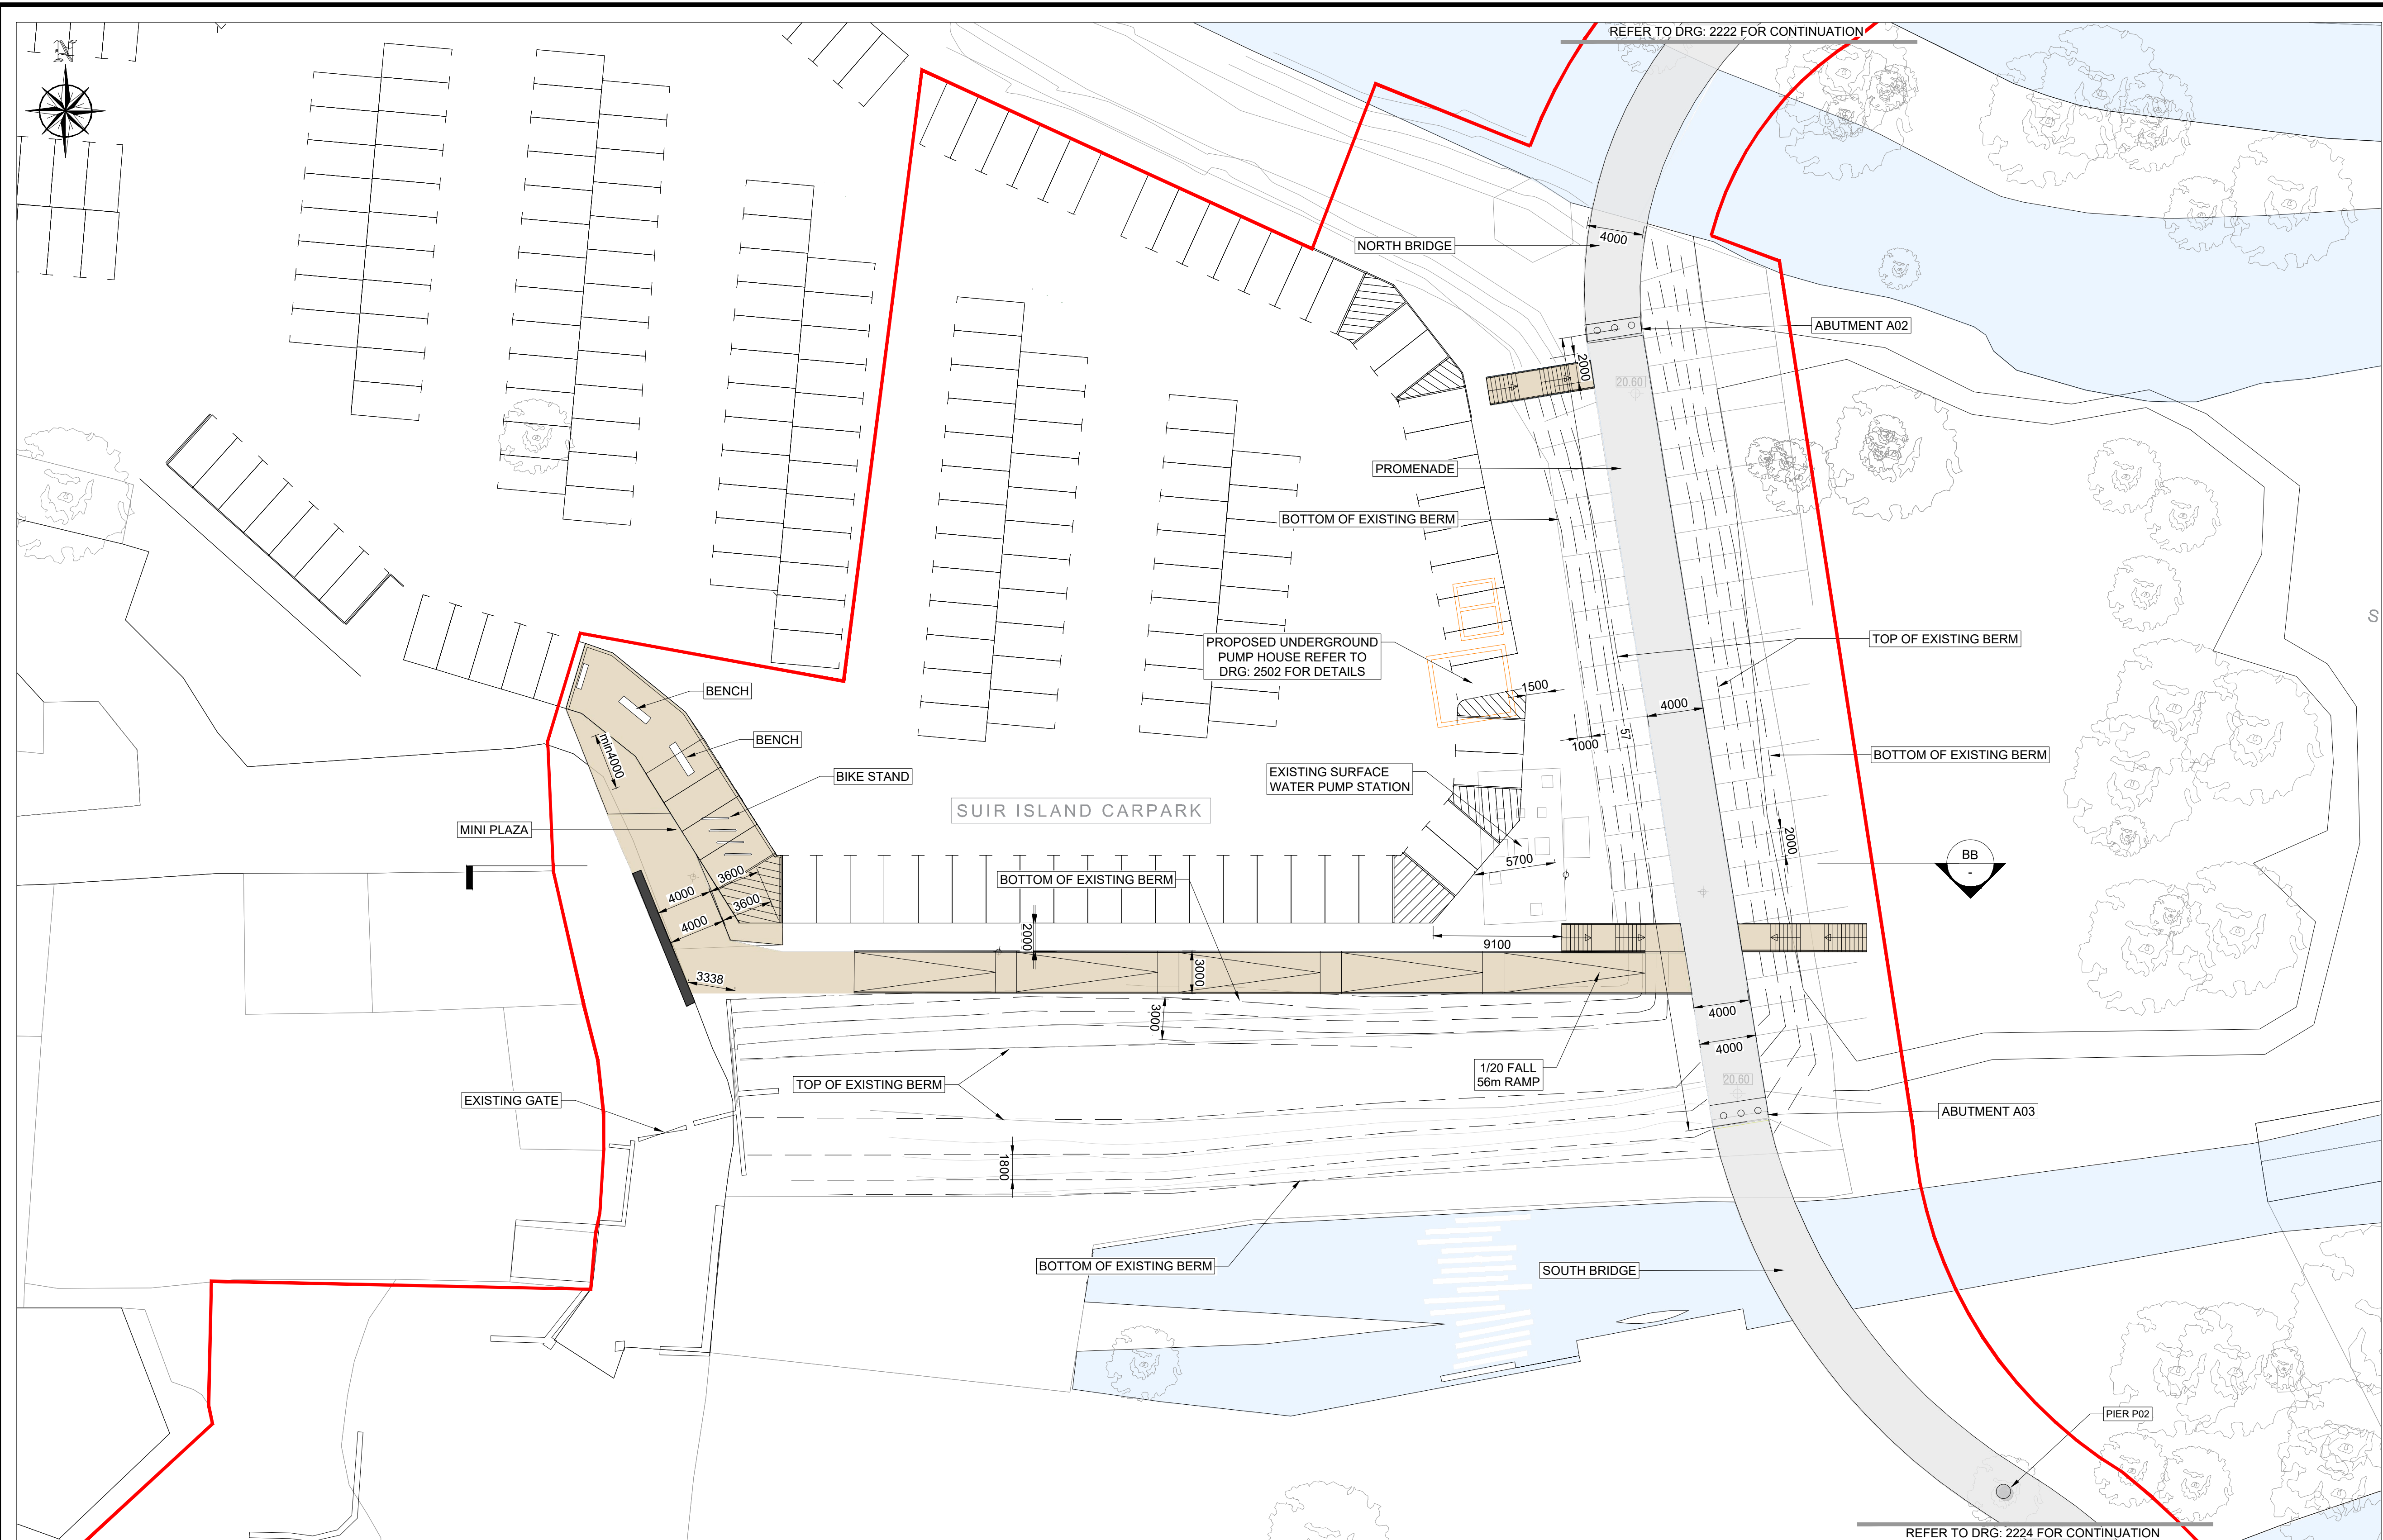 REFER TO DRG: 2222 FOR CONTINUATION
N
NORTH BRIDGE
4000
ABUTMENT A02
2000
20.60
PROMENADE
BOTTOM OF EXISTING BERM
PROPOSED UNDERGROUND
PUMP HOUSE REFER TO
DRG: 2502 FOR DETAILS
TOP OF EXISTING BERM
S
BENCH
1500
4000
57
1000
BENCH
min4000
BOTTOM OF EXISTING BERM
BIKE STAND
EXISTING SURFACE
WATER PUMP STATION
SUIR ISLAND CARPARK
MINI PLAZA
2000
BB
-
5700
3600
4000
BOTTOM OF EXISTING BERM
3600
4000
2000
9100
3338
3000
3000
4000
4000
1/20 FALL
56m RAMP
TOP OF EXISTING BERM
20.60
EXISTING GATE
ABUTMENT A03
1800
BOTTOM OF EXISTING BERM
SOUTH BRIDGE
PIER P02
REFER TO DRG: 2224 FOR CONTINUATION